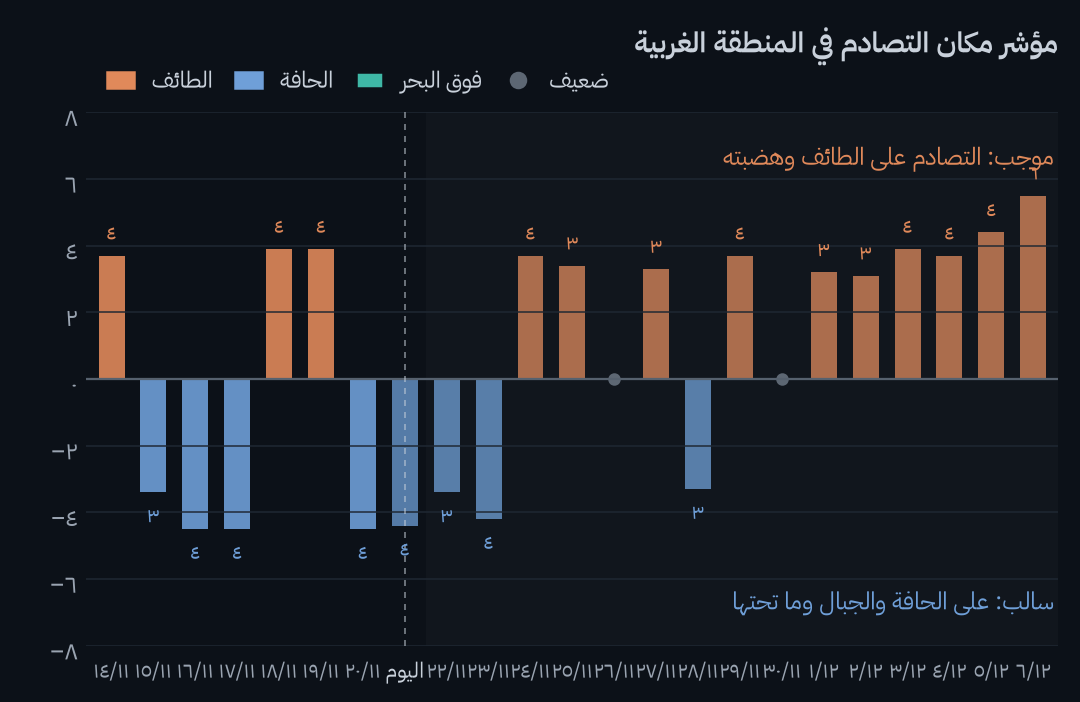 مؤشر مكان التصادم في المنطقة الغربية
الطائف الحافة فوق البحر ضعيف
٨
موجب: التصادم على الطائف وهضبته
٦
٦
٤
٤ ٤ ٤ ٤ ٣ ٣ ٤ ٣ ٣ ٤ ٤ ٤
٢
٠
−٢
−٤
٣ ٤ ٤ ٤ ٤ ٣ ٤ ٣
−٦
سالب: على الحافة والجبال وما تحتها
−٨
١٤/١١ ١٥/١١ ١٦/١١ ١٧/١١ ١٨/١١ ١٩/١١ ٢٠/١١ اليوم ٢٢/١١ ٢٣/١١ ٢٤/١١ ٢٥/١١ ٢٦/١١ ٢٧/١١ ٢٨/١١ ٢٩/١١ ٣٠/١١ ١/١٢ ٢/١٢ ٣/١٢ ٤/١٢ ٥/١٢ ٦/١٢